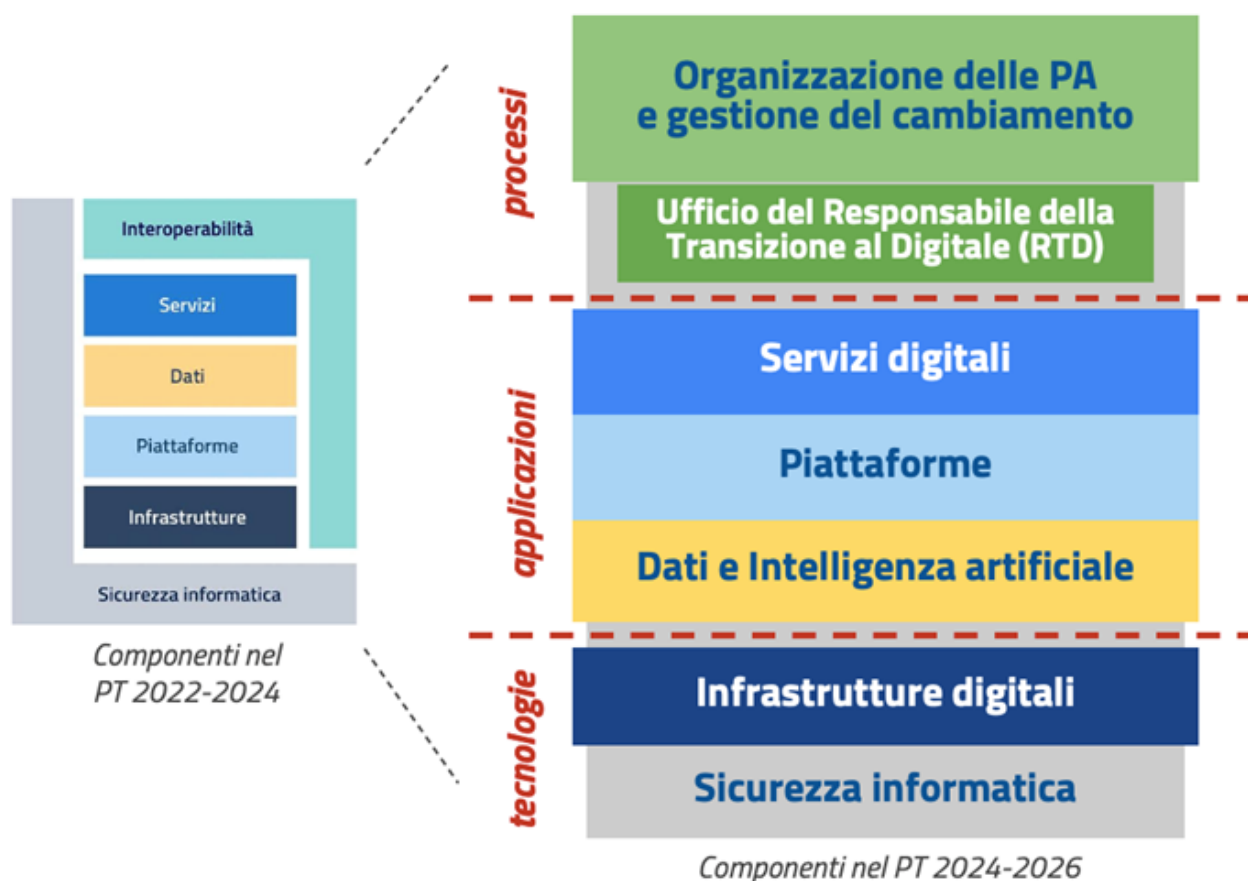 Interoperabilità
Servizi
Dati
Piattaforme
Infrastrutture
Sicurezza informatica
Componenti nel
PT 2022-2024
processi
Organizzazione delle PA
e gestione del cambiamento
Ufficio del Responsabile della
Transizione al Digitale (RTD)
applicazioni
Servizi digitali
Piattaforme
Dati e Intelligenza artificiale
tecnologie
Infrastrutture digitali
Sicurezza informatica
Componenti nel PT 2024-2026